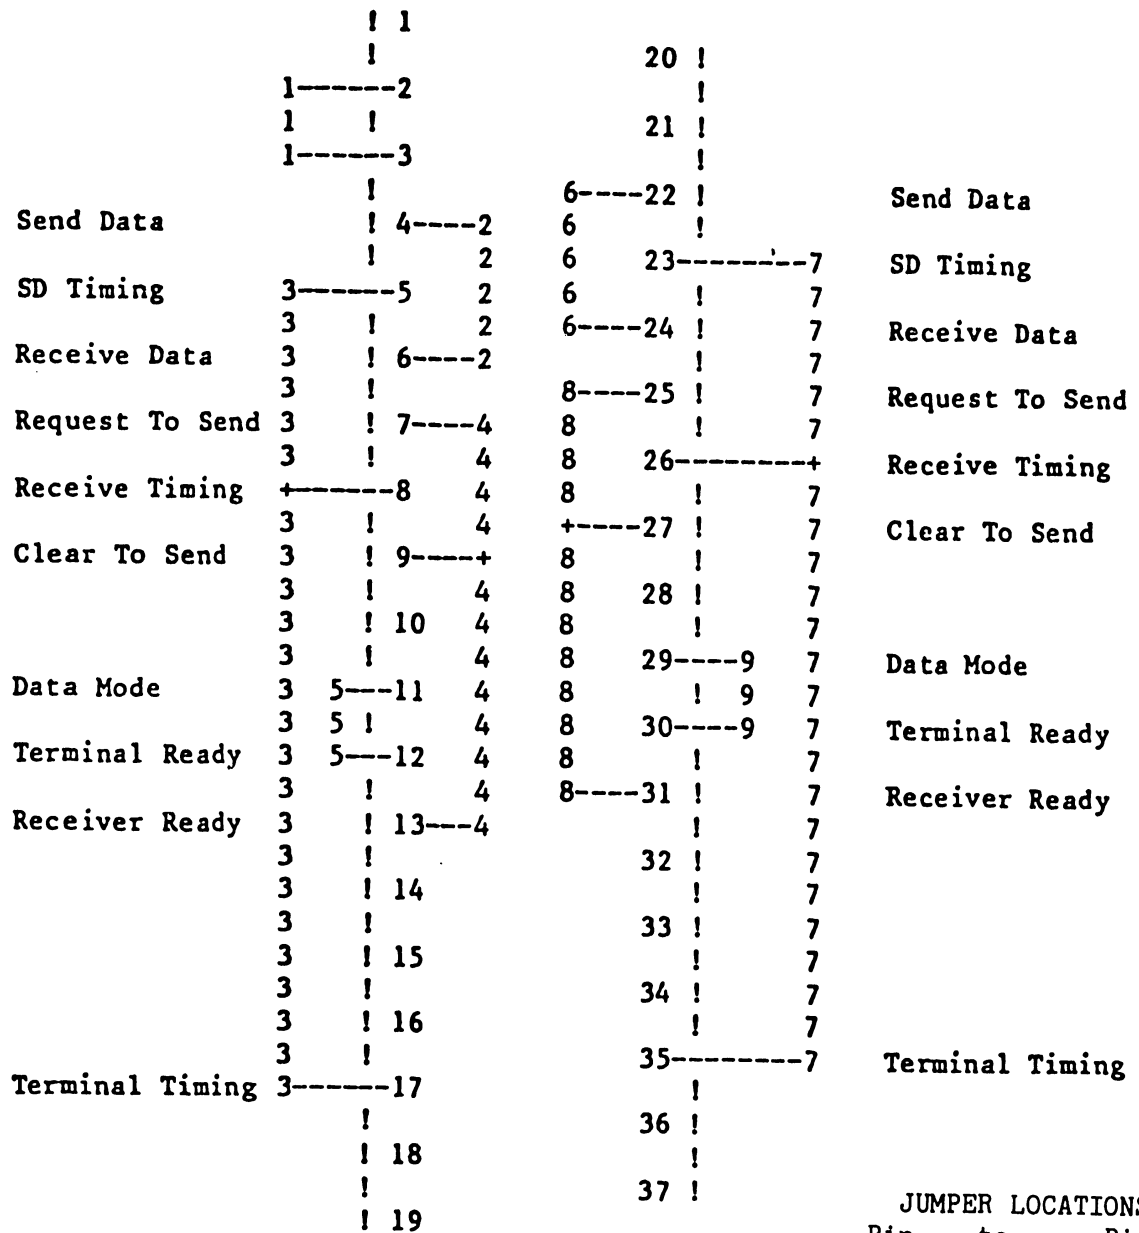 ! 1
! 20 !
1------2 !
1 ! 21 !
1------3 !
! 6----22 ! Send Data
Send Data ! 4----2 6 !
! 2 6 23--------7 SD Timing
SD Timing 3------5 2 6 ! 7
3 ! 2 6----24 ! 7 Receive Data
Receive Data 3 ! 6----2 ! 7
3 ! 8----25 ! 7 Request To Send
Request To Send 3 ! 7----4 8 ! 7
3 ! 4 8 26--------+ Receive Timing
Receive Timing +------8 4 8 ! 7
3 ! 4 +----27 ! 7 Clear To Send
Clear To Send 3 ! 9----+ 8 ! 7
3 ! 4 8 28 ! 7
3 ! 10 4 8 ! 7
3 ! 4 8 29----9 7 Data Mode
Data Mode 3 5---11 4 8 ! 9 7
3 5 ! 4 8 30----9 7 Terminal Ready
Terminal Ready 3 5---12 4 8 ! 7
3 ! 4 8----31 ! 7 Receiver Ready
Receiver Ready 3 ! 13---4 ! 7
3 ! 32 ! 7
3 ! 14 ! 7
3 ! 33 ! 7
3 ! 15 ! 7
3 ! 34 ! 7
3 ! 16 ! 7
3 ! 35--------7 Terminal Timing
Terminal Timing 3------17 !
! 36 !
! 18 !
! 37 !
! 19 JUMPER LOCATIONS